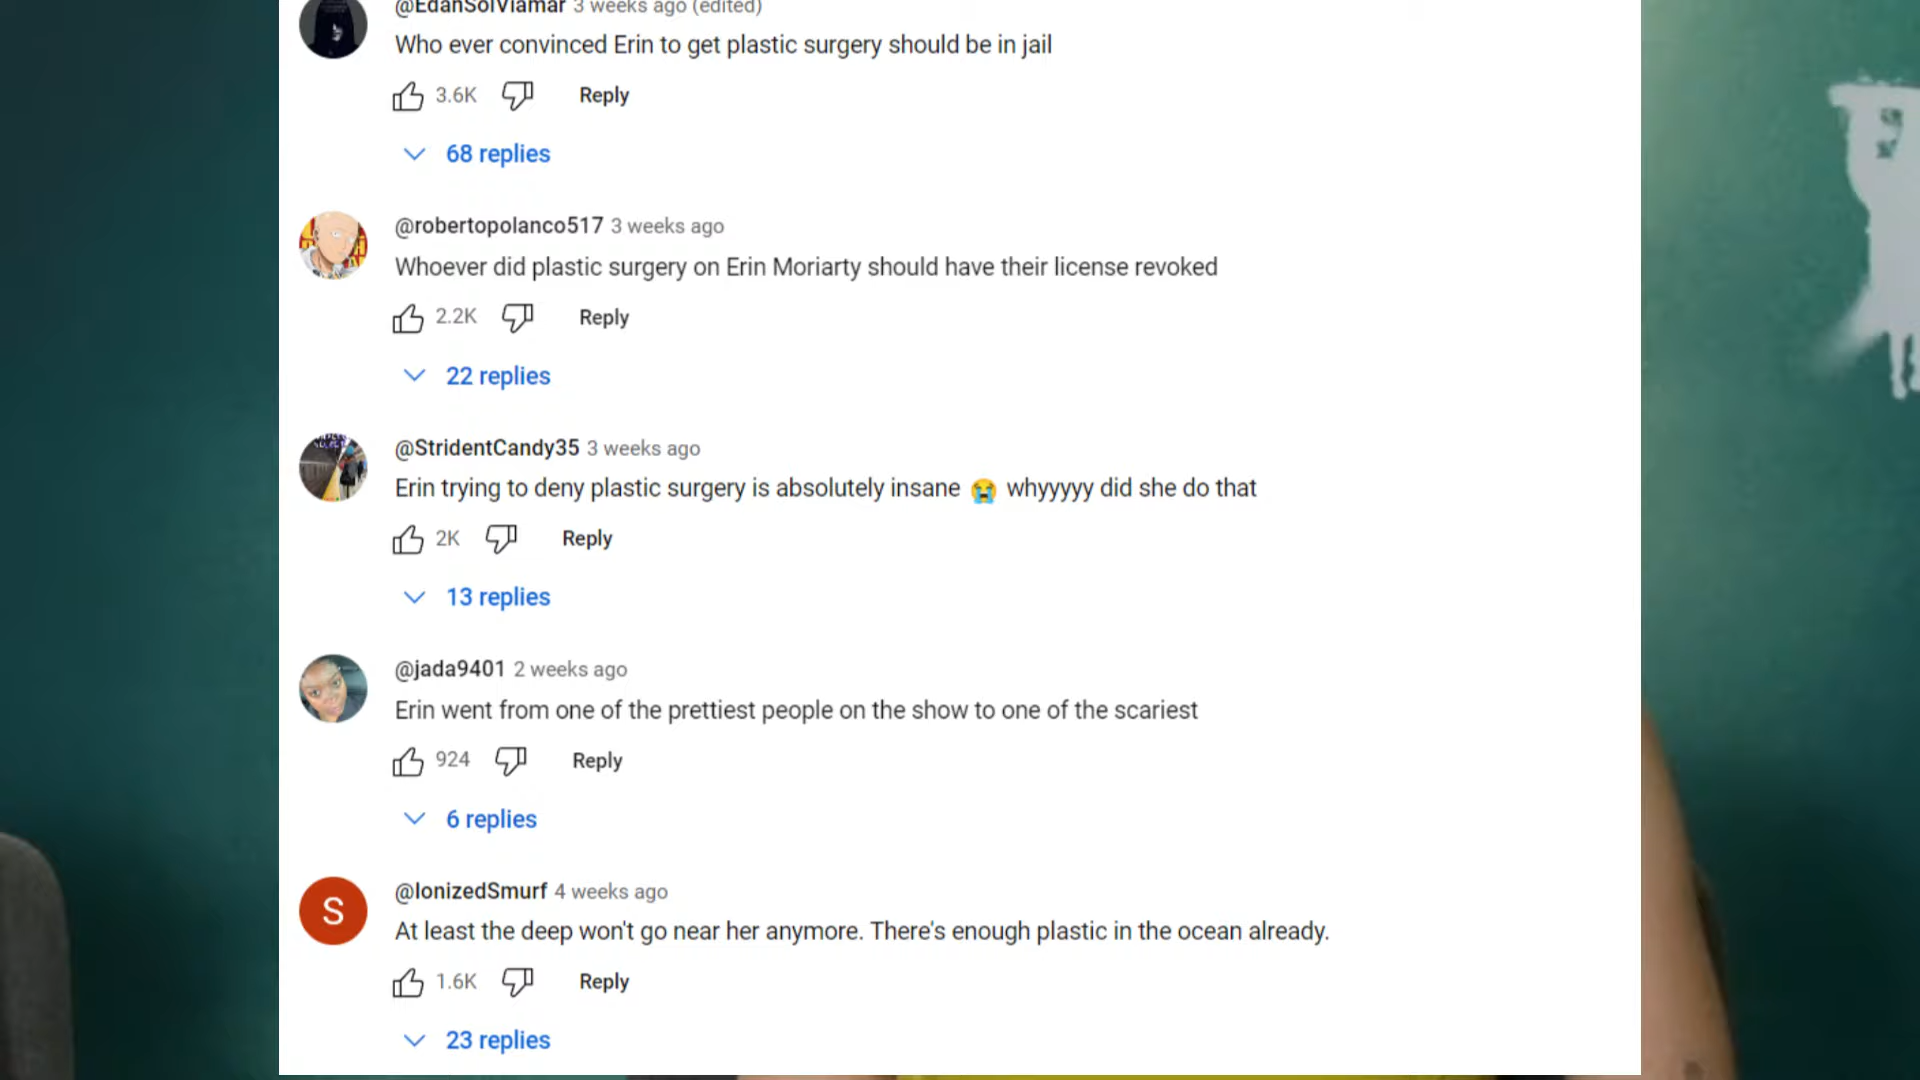 @EdanSolViamar 3 weeks ago (edited)
Who ever convinced Erin to get plastic surgery should be in jail
3.6K Reply
68 replies
@robertopolanco517 3 weeks ago
Whoever did plastic surgery on Erin Moriarty should have their license revoked
2.2K Reply
22 replies
@StridentCandy35 3 weeks ago
Erin trying to deny plastic surgery is absolutely insane 😭 whyyyyy did she do that
2K Reply
13 replies
@jada9401 2 weeks ago
Erin went from one of the prettiest people on the show to one of the scariest
924 Reply
6 replies
S
@IonizedSmurf 4 weeks ago
At least the deep won't go near her anymore. There's enough plastic in the ocean already.
1.6K Reply
23 replies